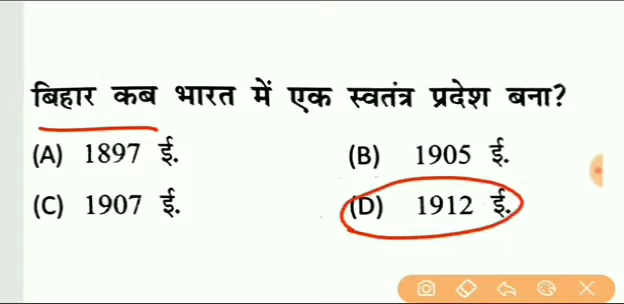 बिहार कब भारत में एक स्वतंत्र प्रदेश बना?
(A) 1897 ई. (B) 1905 ई.
(C) 1907 ई. (D) 1912 ई.